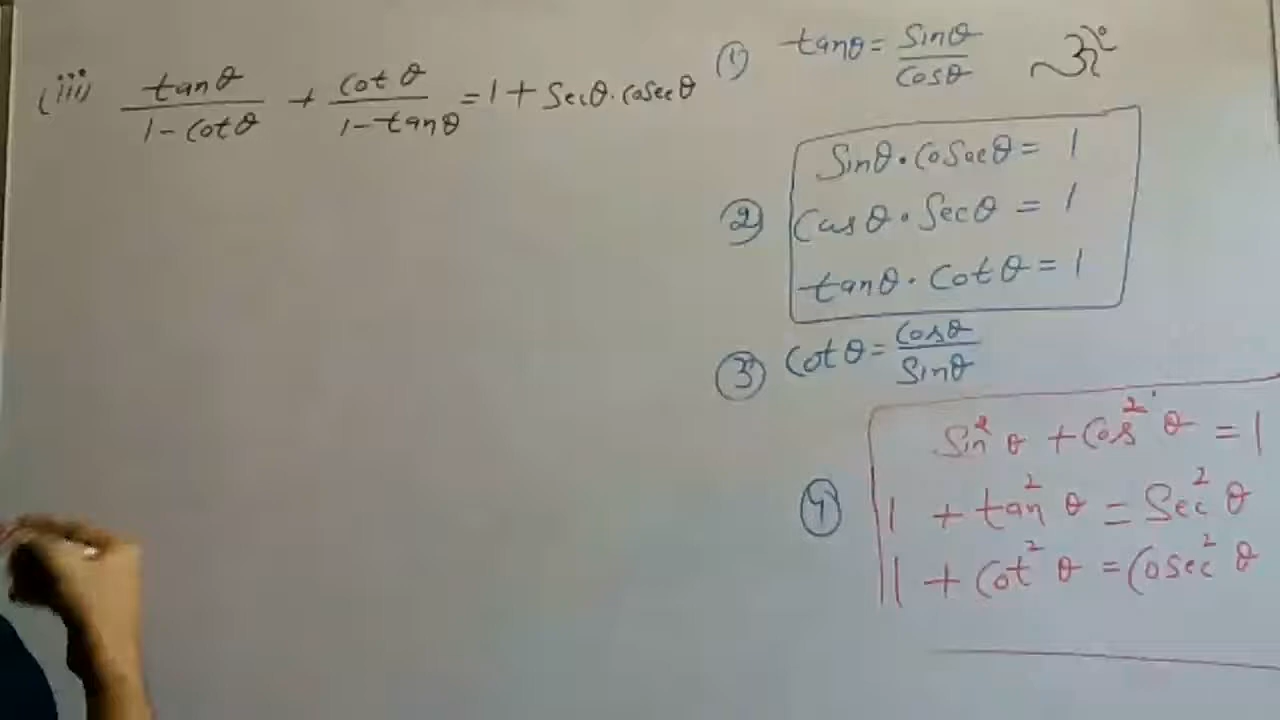 (iii) tanθ/(1-cotθ) + cotθ/(1-tanθ) = 1 + secθ.cosecθ
① tanθ = sinθ/cosθ
② sinθ.cosecθ = 1
cosθ.secθ = 1
tanθ.cotθ = 1
③ cotθ = cosθ/sinθ
④ sin²θ + cos²θ = 1
1 + tan²θ = sec²θ
1 + cot²θ = cosec²θ